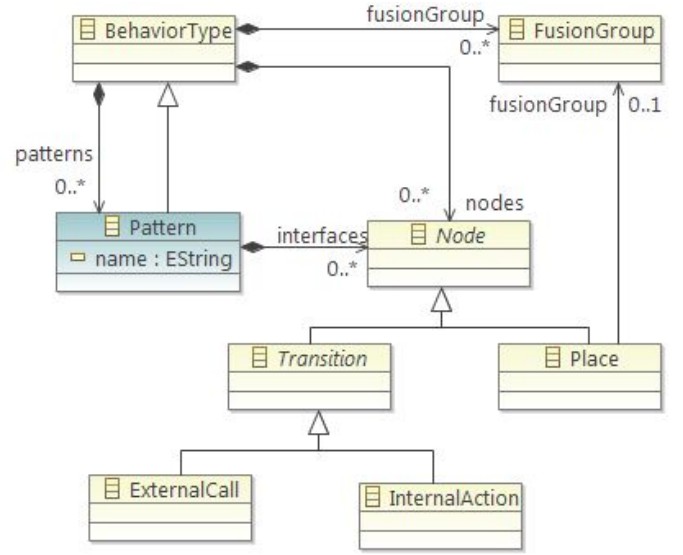 BehaviorType
fusionGroup
0..*
FusionGroup
fusionGroup 0..1
patterns
0..*
0..*
nodes
Pattern
name : EString
interfaces
0..*
Node
Transition
Place
ExternalCall
InternalAction